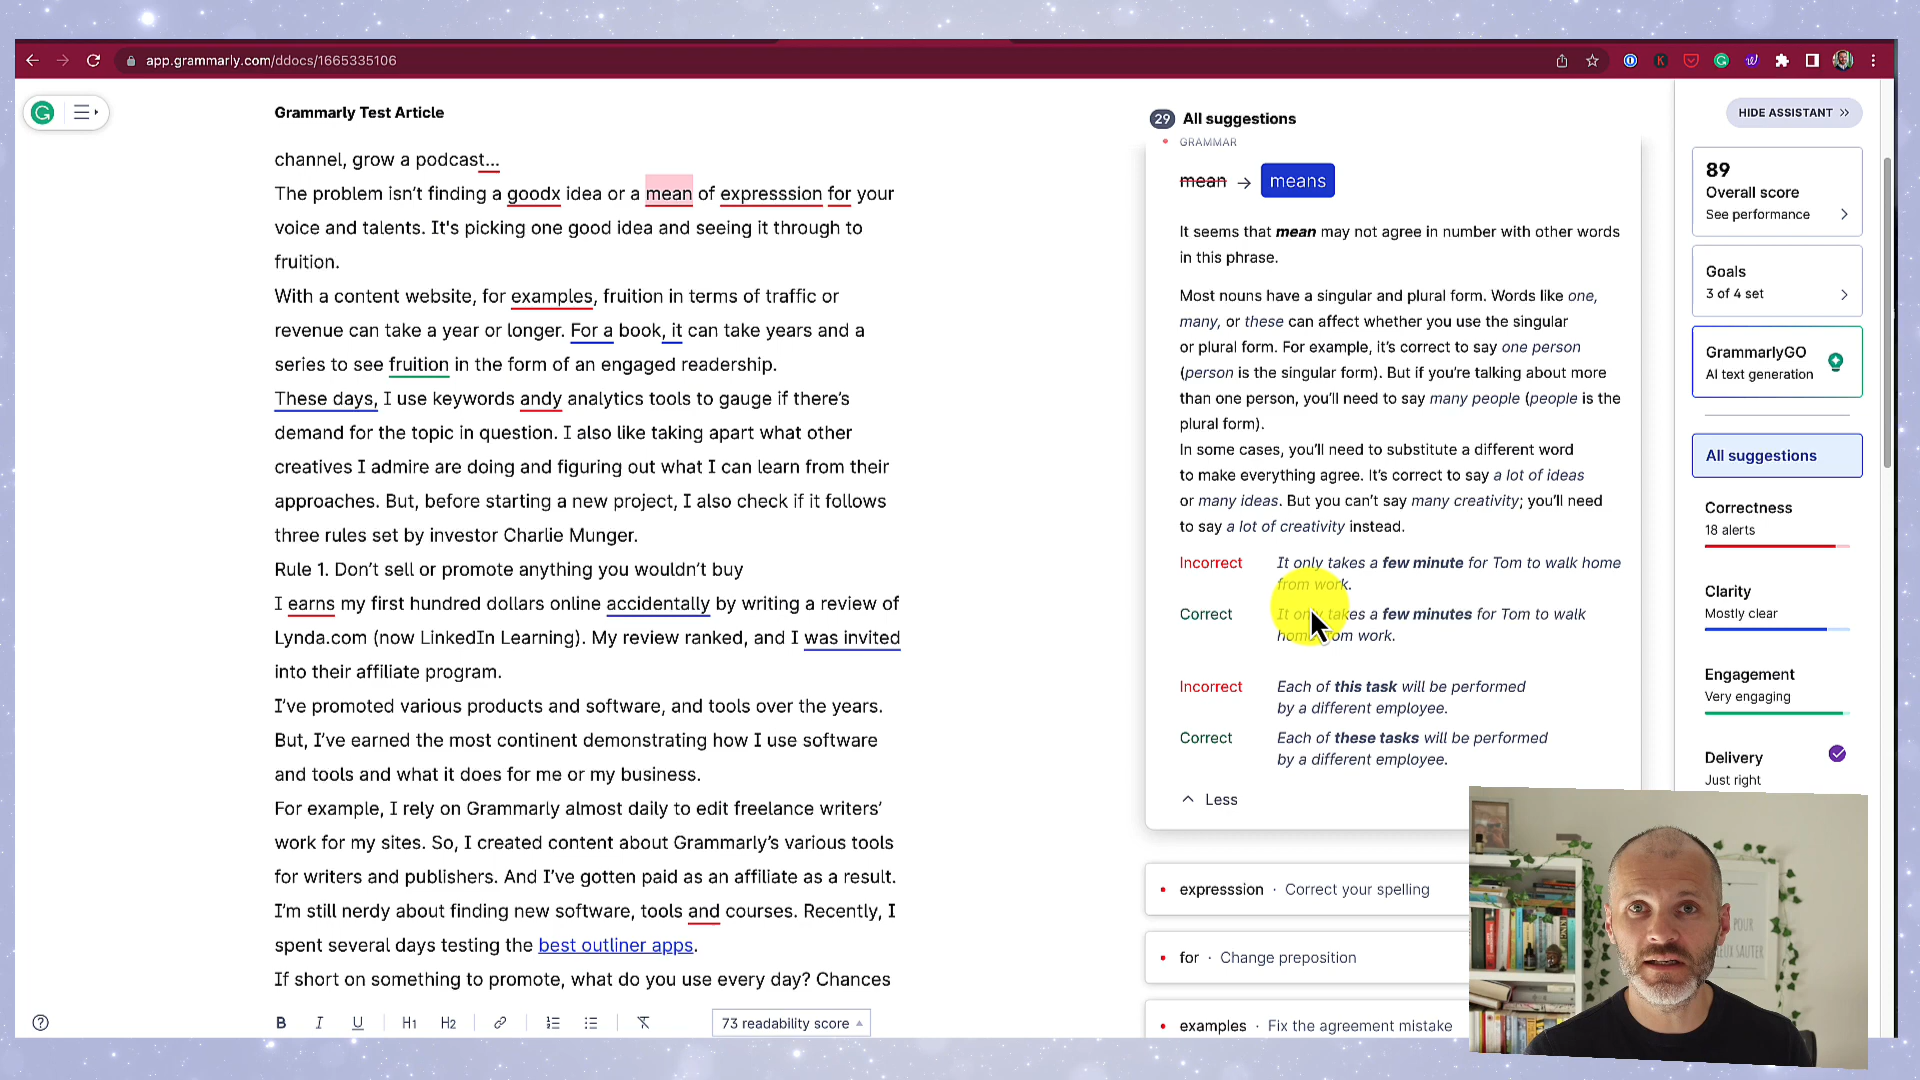 app.grammarly.com/ddocs/1665335106
Grammarly Test Article
channel, grow a podcast...
The problem isn't finding a goodx idea or a mean of expresssion for your
voice and talents. It's picking one good idea and seeing it through to
fruition.
With a content website, for examples, fruition in terms of traffic or
revenue can take a year or longer. For a book, it can take years and a
series to see fruition in the form of an engaged readership.
These days, I use keywords andy analytics tools to gauge if there's
demand for the topic in question. I also like taking apart what other
creatives I admire are doing and figuring out what I can learn from their
approaches. But, before starting a new project, I also check if it follows
three rules set by investor Charlie Munger.
Rule 1. Don't sell or promote anything you wouldn't buy
I earns my first hundred dollars online accidentally by writing a review of
Lynda.com (now LinkedIn Learning). My review ranked, and I was invited
into their affiliate program.
I've promoted various products and software, and tools over the years.
But, I've earned the most continent demonstrating how I use software
and tools and what it does for me or my business.
For example, I rely on Grammarly almost daily to edit freelance writers'
work for my sites. So, I created content about Grammarly's various tools
for writers and publishers. And I've gotten paid as an affiliate as a result.
I'm still nerdy about finding new software, tools and courses. Recently, I
spent several days testing the best outliner apps.
If short on something to promote, what do you use every day? Chances
B I U H1 H2
73 readability score
29 All suggestions
GRAMMAR
mean → means
It seems that mean may not agree in number with other words
in this phrase.
Most nouns have a singular and plural form. Words like one,
many, or these can affect whether you use the singular
or plural form. For example, it's correct to say one person
(person is the singular form). But if you're talking about more
than one person, you'll need to say many people (people is the
plural form).
In some cases, you'll need to substitute a different word
to make everything agree. It's correct to say a lot of ideas
or many ideas. But you can't say many creativity; you'll need
to say a lot of creativity instead.
Incorrect It only takes a few minute for Tom to walk home
from work.
Correct It only takes a few minutes for Tom to walk
home from work.
Incorrect Each of this task will be performed
by a different employee.
Correct Each of these tasks will be performed
by a different employee.
Less
expresssion · Correct your spelling
for · Change preposition
examples · Fix the agreement mistake
HIDE ASSISTANT
89
Overall score
See performance
Goals
3 of 4 set
GrammarlyGO
AI text generation
All suggestions
Correctness
18 alerts
Clarity
Mostly clear
Engagement
Very engaging
Delivery
Just right